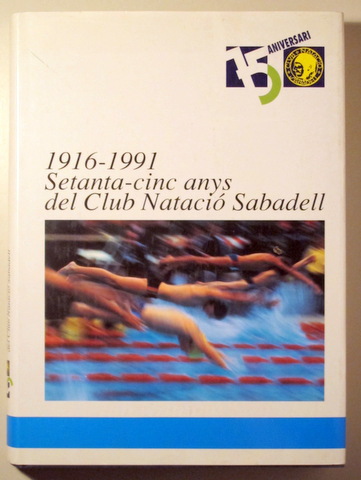 75
ANIVERSARI
1916-1991
Setanta-cinc anys
del Club Natació Sabadell